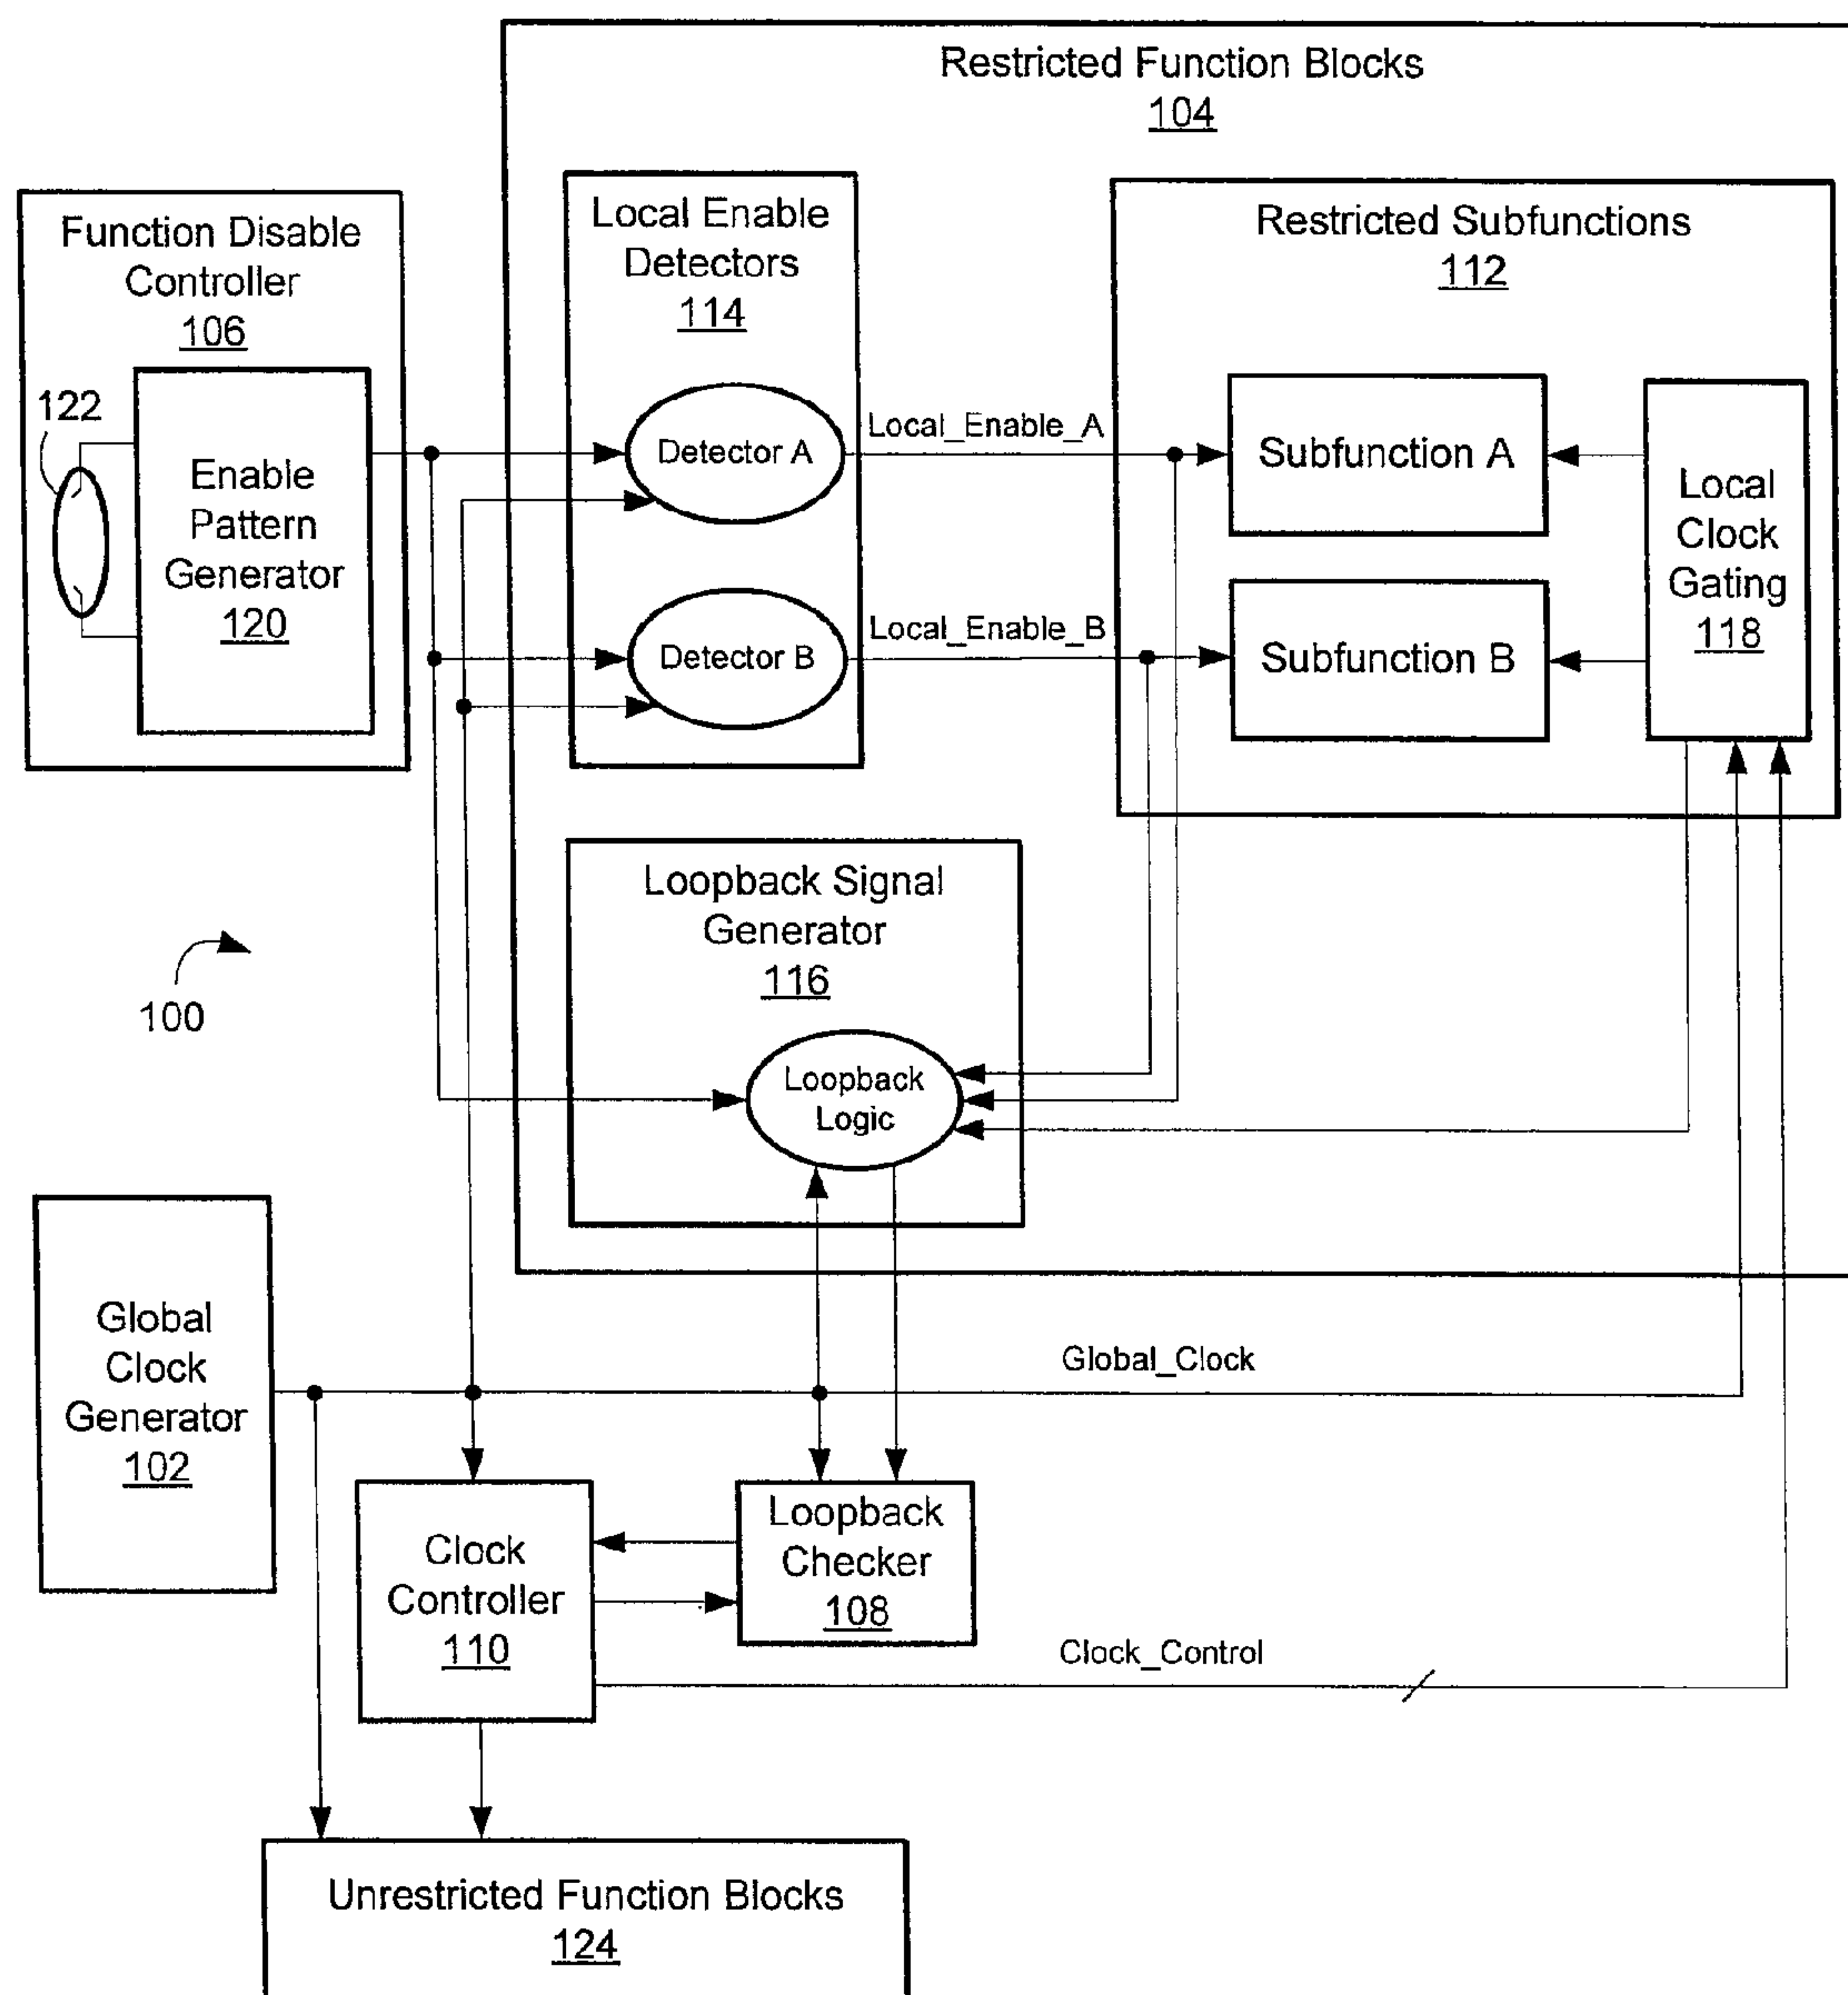 Restricted Function Blocks
104
Function Disable
Controller
106
122
Enable
Pattern
Generator
120
Local Enable
Detectors
114
Detector A
Detector B
Local_Enable_A
Local_Enable_B
Restricted Subfunctions
112
Subfunction A
Subfunction B
Local
Clock
Gating
118
Loopback Signal
Generator
116
Loopback
Logic
100
Global
Clock
Generator
102
Global_Clock
Clock
Controller
110
Loopback
Checker
108
Clock_Control
Unrestricted Function Blocks
124